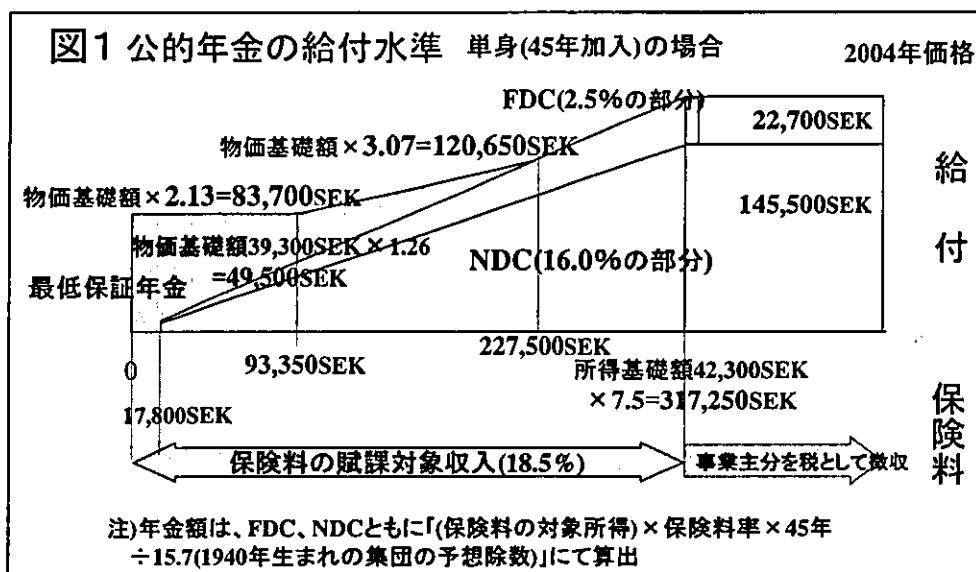 図1 公的年金の給付水準 単身(45年加入)の場合 2004年価格
FDC(2.5%の部分)
22,700SEK
物価基礎額×3.07=120,650SEK
給付
物価基礎額×2.13=83,700SEK
145,500SEK
物価基礎額39,300SEK×1.26
=49,500SEK
NDC(16.0%の部分)
最低保証年金
0
93,350SEK
227,500SEK
所得基礎額42,300SEK
×7.5=317,250SEK
17,800SEK
保険料
保険料の賦課対象収入(18.5%)
事業主分を税として徴収
注)年金額は、FDC、NDCともに「(保険料の対象所得)×保険料率×45年
÷15.7(1940年生まれの集団の予想除数)」にて算出